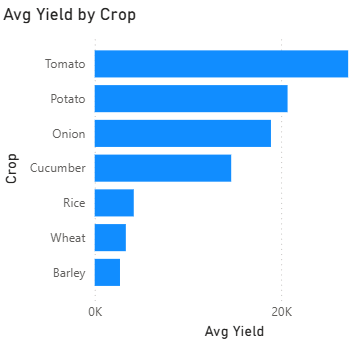 Avg Yield by Crop
Tomato
Potato
Onion
Cucumber
Rice
Wheat
Barley
Crop
0K 20K
Avg Yield